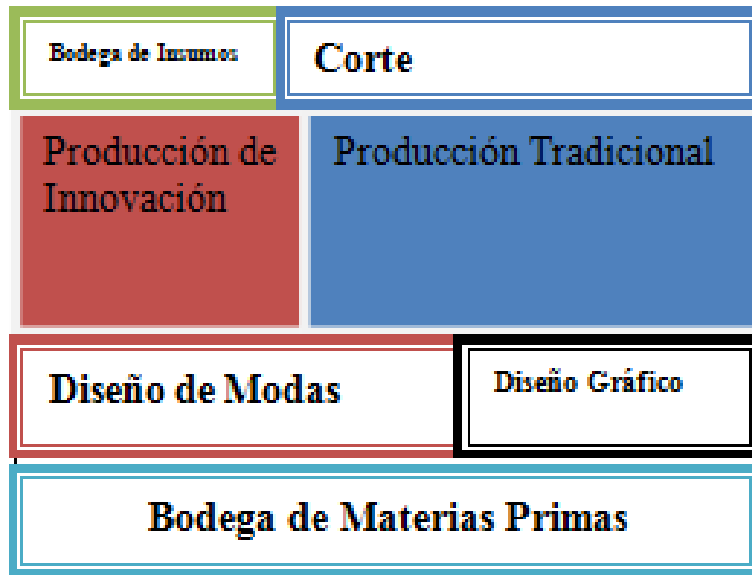 Bodega de Insumos
Corte
Producción de
Innovación
Producción Tradicional
Diseño de Modas
Diseño Gráfico
Bodega de Materias Primas